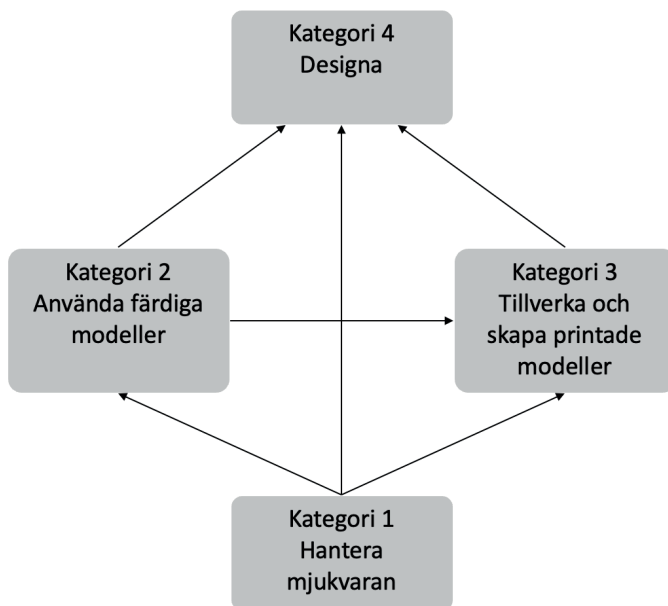 Kategori 4
Designa
Kategori 2
Använda färdiga
modeller
Kategori 3
Tillverka och
skapa printade
modeller
Kategori 1
Hantera
mjukvaran